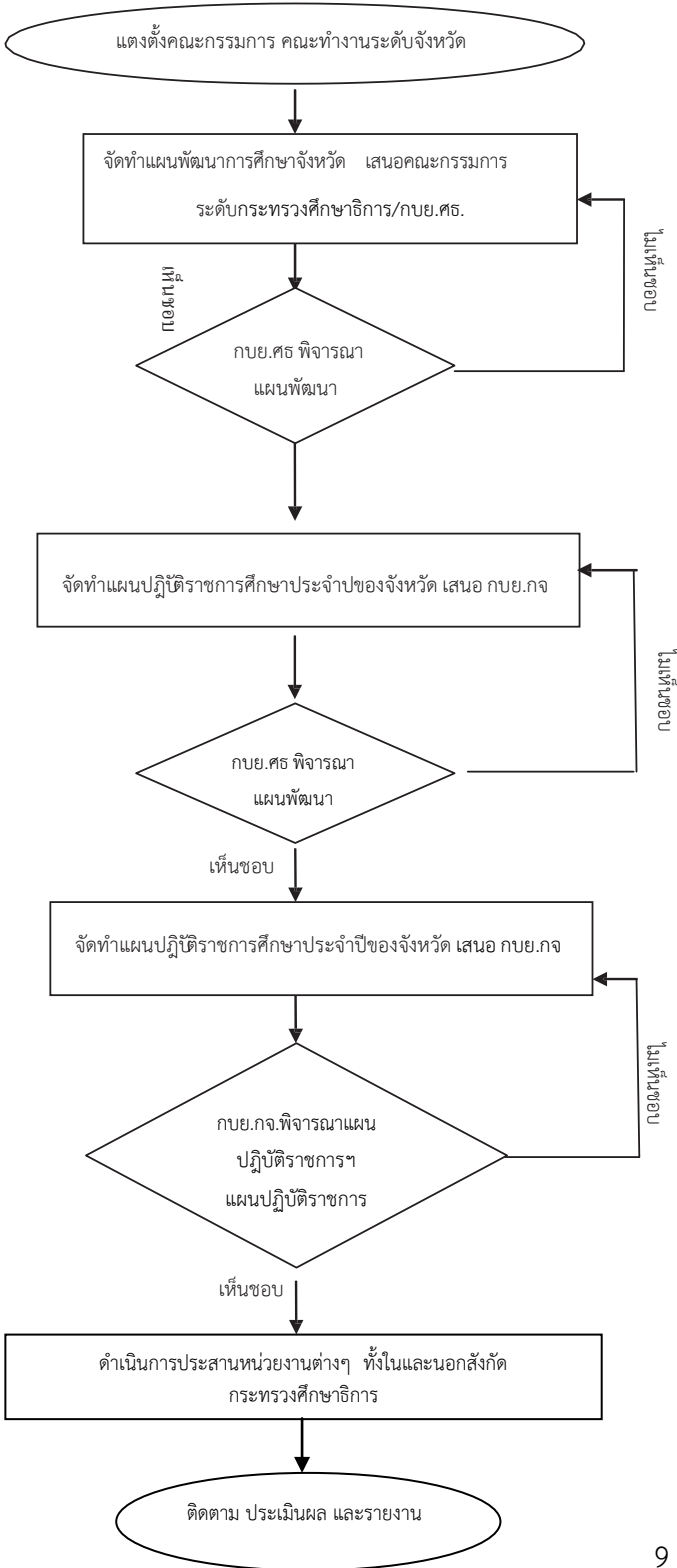 แตงตั้งคณะกรรมการ คณะทำงานระดับจังหวัด
จัดทำแผนพัฒนาการศึกษาจังหวัด เสนอคณะกรรมการ
ระดับกระทรวงศึกษาธิการ/กบย.ศธ.
ไมเห็นชอบ
เห็นชอบ
กบย.ศธ พิจารณา
แผนพัฒนา
จัดทำแผนปฎิบัติราชการศึกษาประจำปของจังหวัด เสนอ กบย.กจ
ไมเห็นชอบ
กบย.ศธ พิจารณา
แผนพัฒนา
เห็นชอบ
จัดทำแผนปฎิบัติราชการศึกษาประจำปีของจังหวัด เสนอ กบย.กจ
ไมเห็นชอบ
กบย.กจ.พิจารณาแผน
ปฎิบัติราชการฯ
แผนปฏิบัติราชการ
เห็นชอบ
ดำเนินการประสานหน่วยงานต่างๆ ทั้งในและนอกสังกัด
กระทรวงศึกษาธิการ
ติดตาม ประเมินผล และรายงาน
9